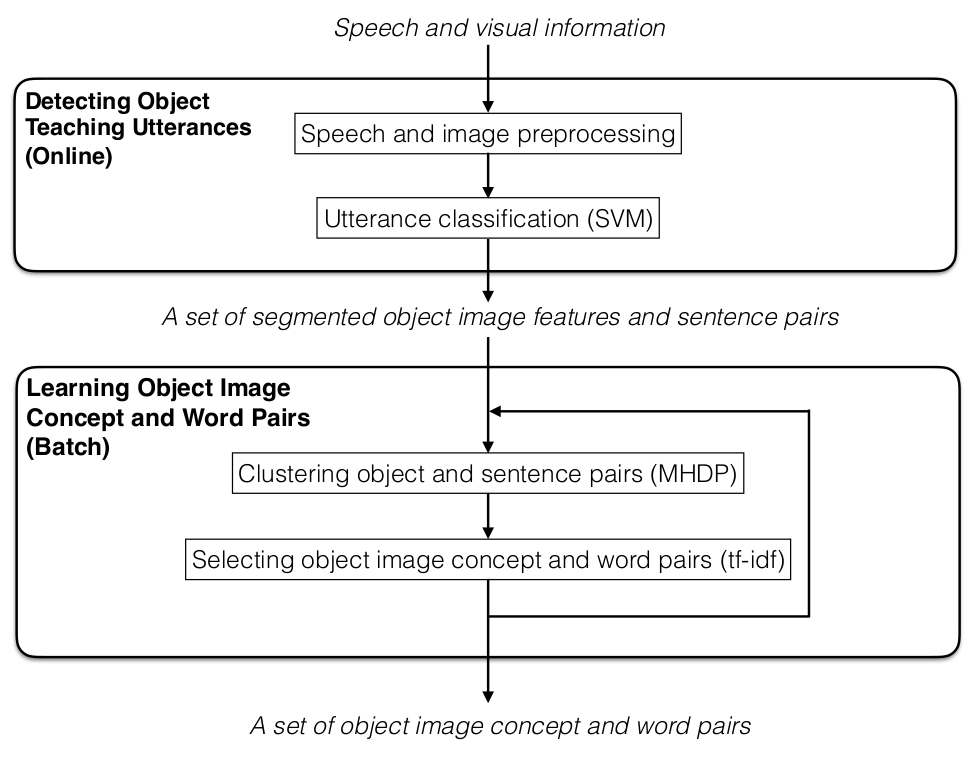 Speech and visual information
Detecting Object
Teaching Utterances
(Online)
Speech and image preprocessing
Utterance classification (SVM)
A set of segmented object image features and sentence pairs
Learning Object Image
Concept and Word Pairs
(Batch)
Clustering object and sentence pairs (MHDP)
Selecting object image concept and word pairs (tf-idf)
A set of object image concept and word pairs